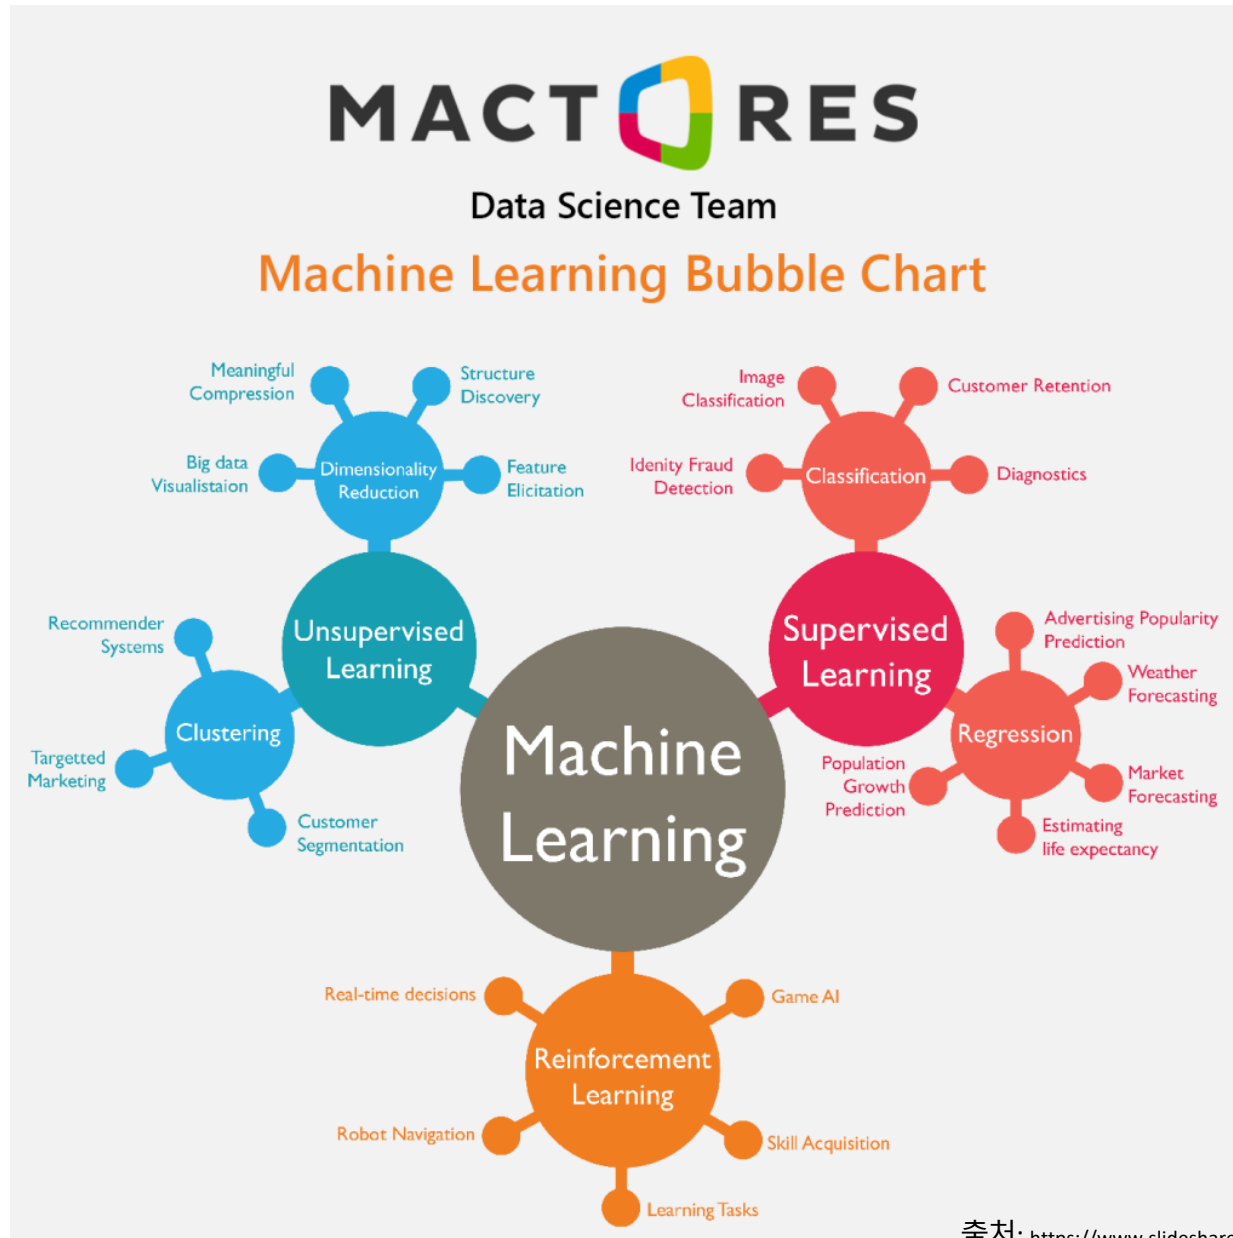 MACTORES
Data Science Team
Machine Learning Bubble Chart
Meaningful
Compression
Structure
Discovery
Big data
Visualistaion
Dimensionality
Reduction
Feature
Elicitation
Image
Classification
Customer Retention
Idenity Fraud
Detection
Classification
Diagnostics
Unsupervised
Learning
Recommender
Systems
Clustering
Targetted
Marketing
Customer
Segmentation
Supervised
Learning
Advertising Popularity
Prediction
Weather
Forecasting
Regression
Population
Growth
Prediction
Market
Forecasting
Estimating
life expectancy
Machine
Learning
Real-time decisions
Game AI
Reinforcement
Learning
Robot Navigation
Skill Acquisition
Learning Tasks
출처: https://www.slideshare